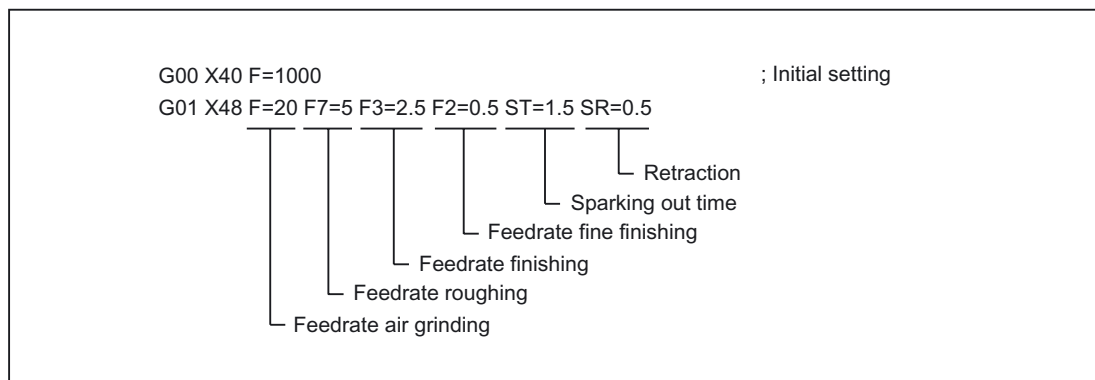 G00 X40 F=1000 ; Initial setting
G01 X48 F=20 F7=5 F3=2.5 F2=0.5 ST=1.5 SR=0.5
Retraction
Sparking out time
Feedrate fine finishing
Feedrate finishing
Feedrate roughing
Feedrate air grinding